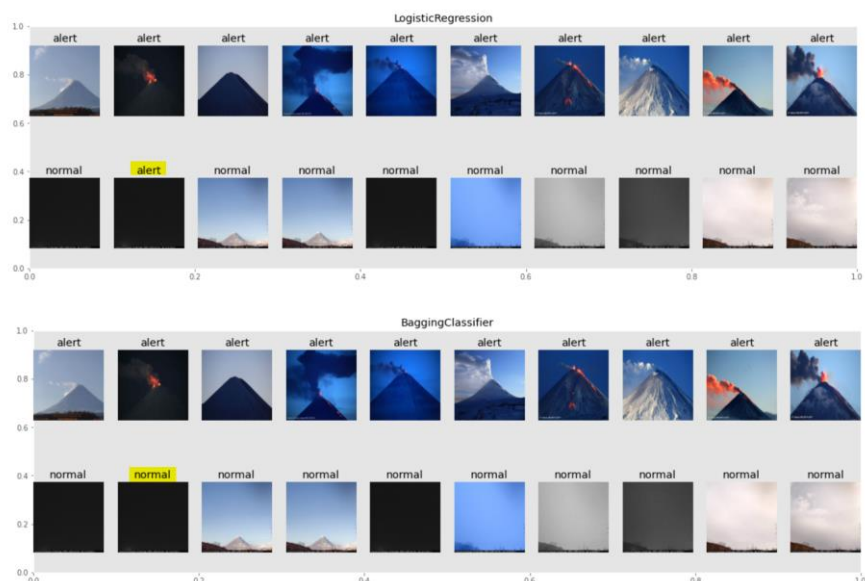 LogisticRegression
1.0
alert alert alert alert alert alert alert alert alert alert
0.8
0.6
0.4
normal alert normal normal normal normal normal normal normal normal
0.2
0.0
0.0 0.2 0.4 0.6 0.8 1.0
BaggingClassifier
1.0
alert alert alert alert alert alert alert alert alert alert
0.8
0.6
0.4
normal normal normal normal normal normal normal normal normal normal
0.2
0.0
0.0 0.2 0.4 0.6 0.8 1.0